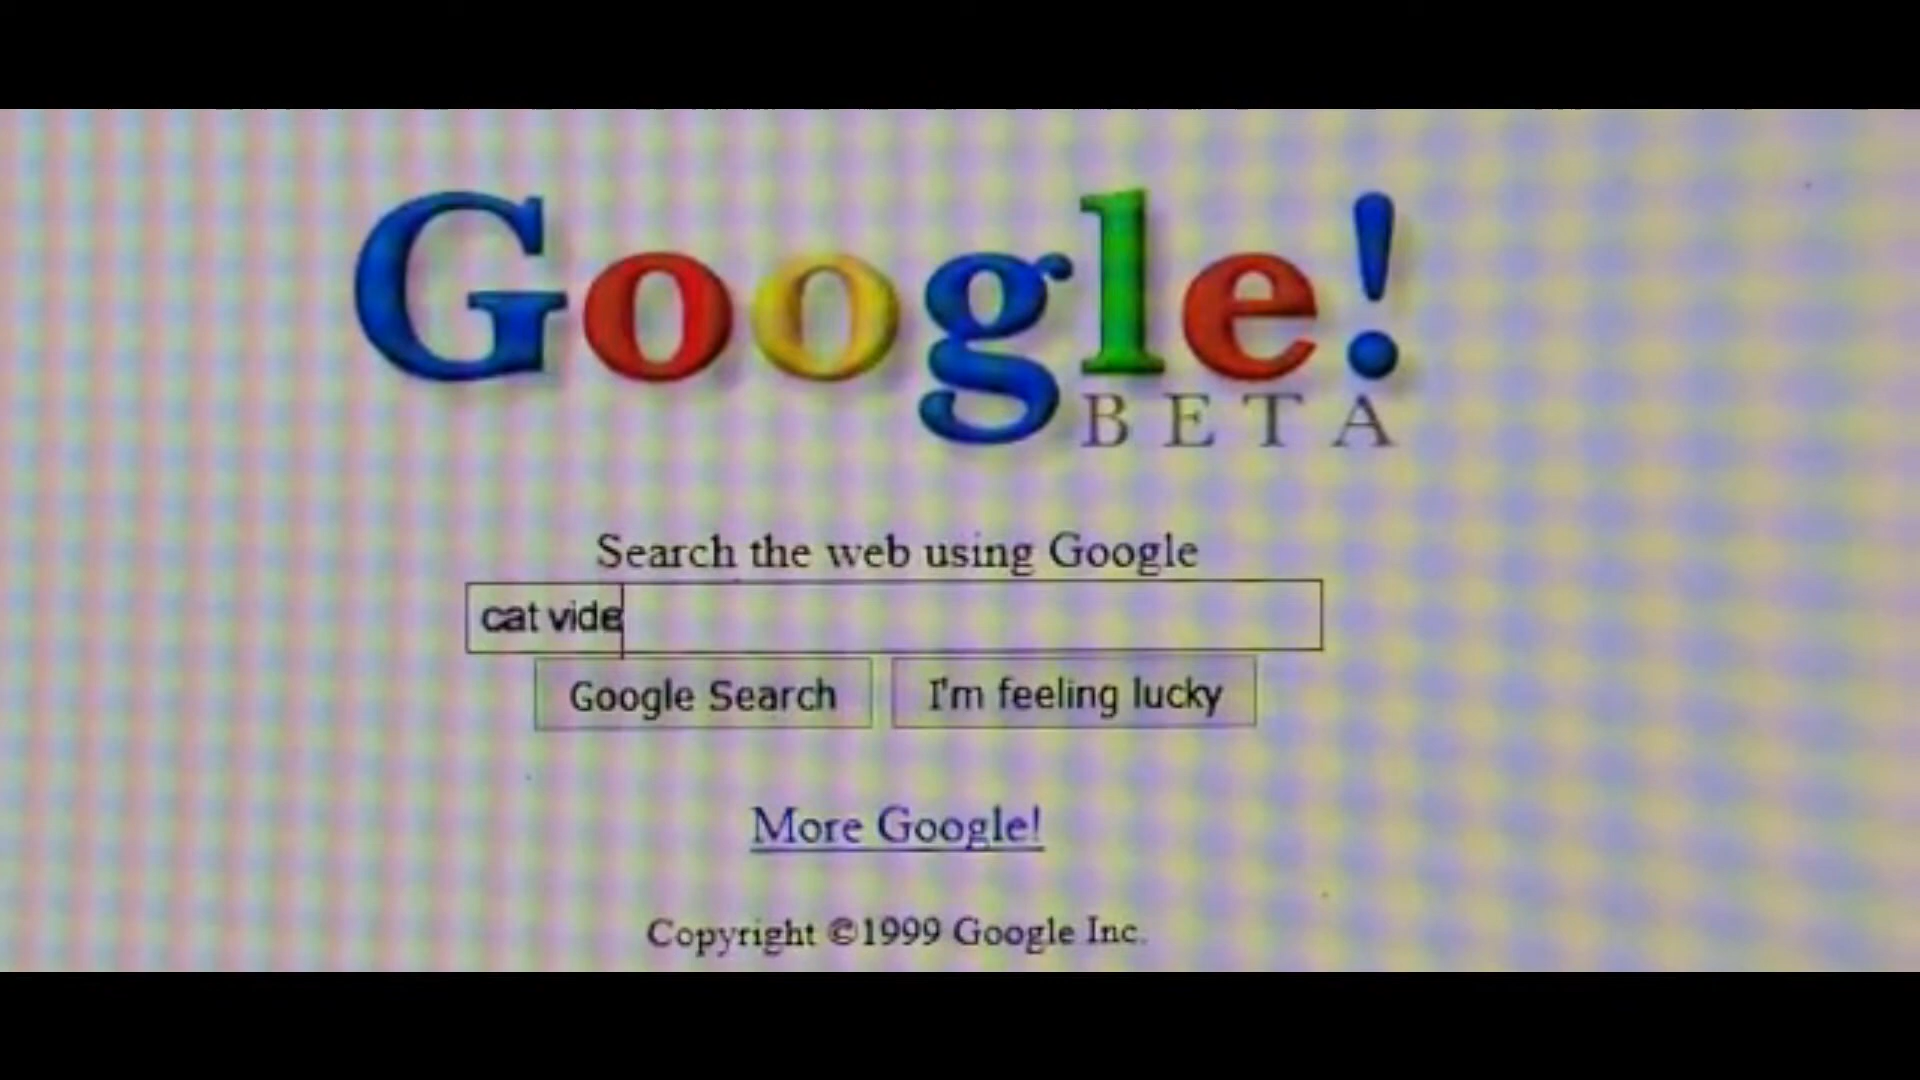 Google!
BETA
Search the web using Google
cat vide
Google Search
I'm feeling lucky
More Google!
Copyright ©1999 Google Inc.